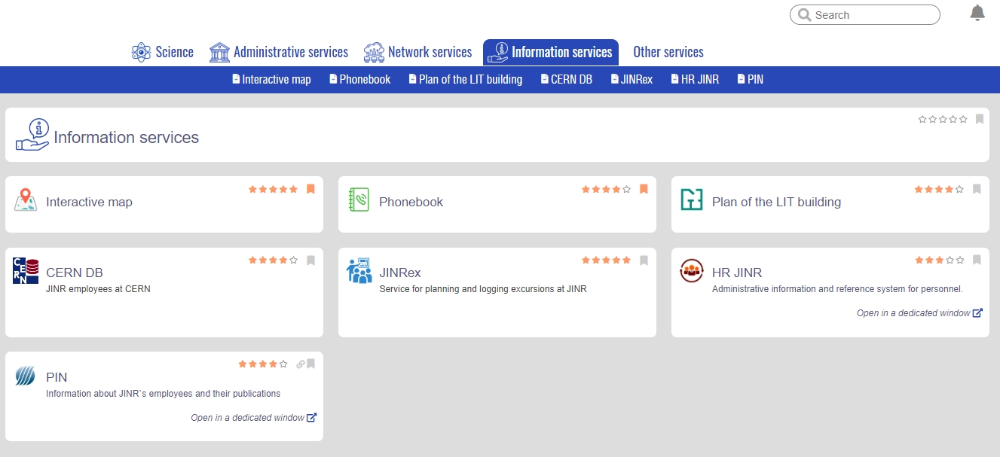 Search
Science
Administrative services
Network services
Information services
Other services
Interactive map
Phonebook
Plan of the LIT building
CERN DB
JINRex
HR JINR
PIN
Information services
Interactive map
Phonebook
Plan of the LIT building
CERN
CERN DB
JINR employees at CERN
JINRex
Service for planning and logging excursions at JINR
HR JINR
Administrative information and reference system for personnel.
Open in a dedicated window
PIN
Information about JINR`s employees and their publications
Open in a dedicated window